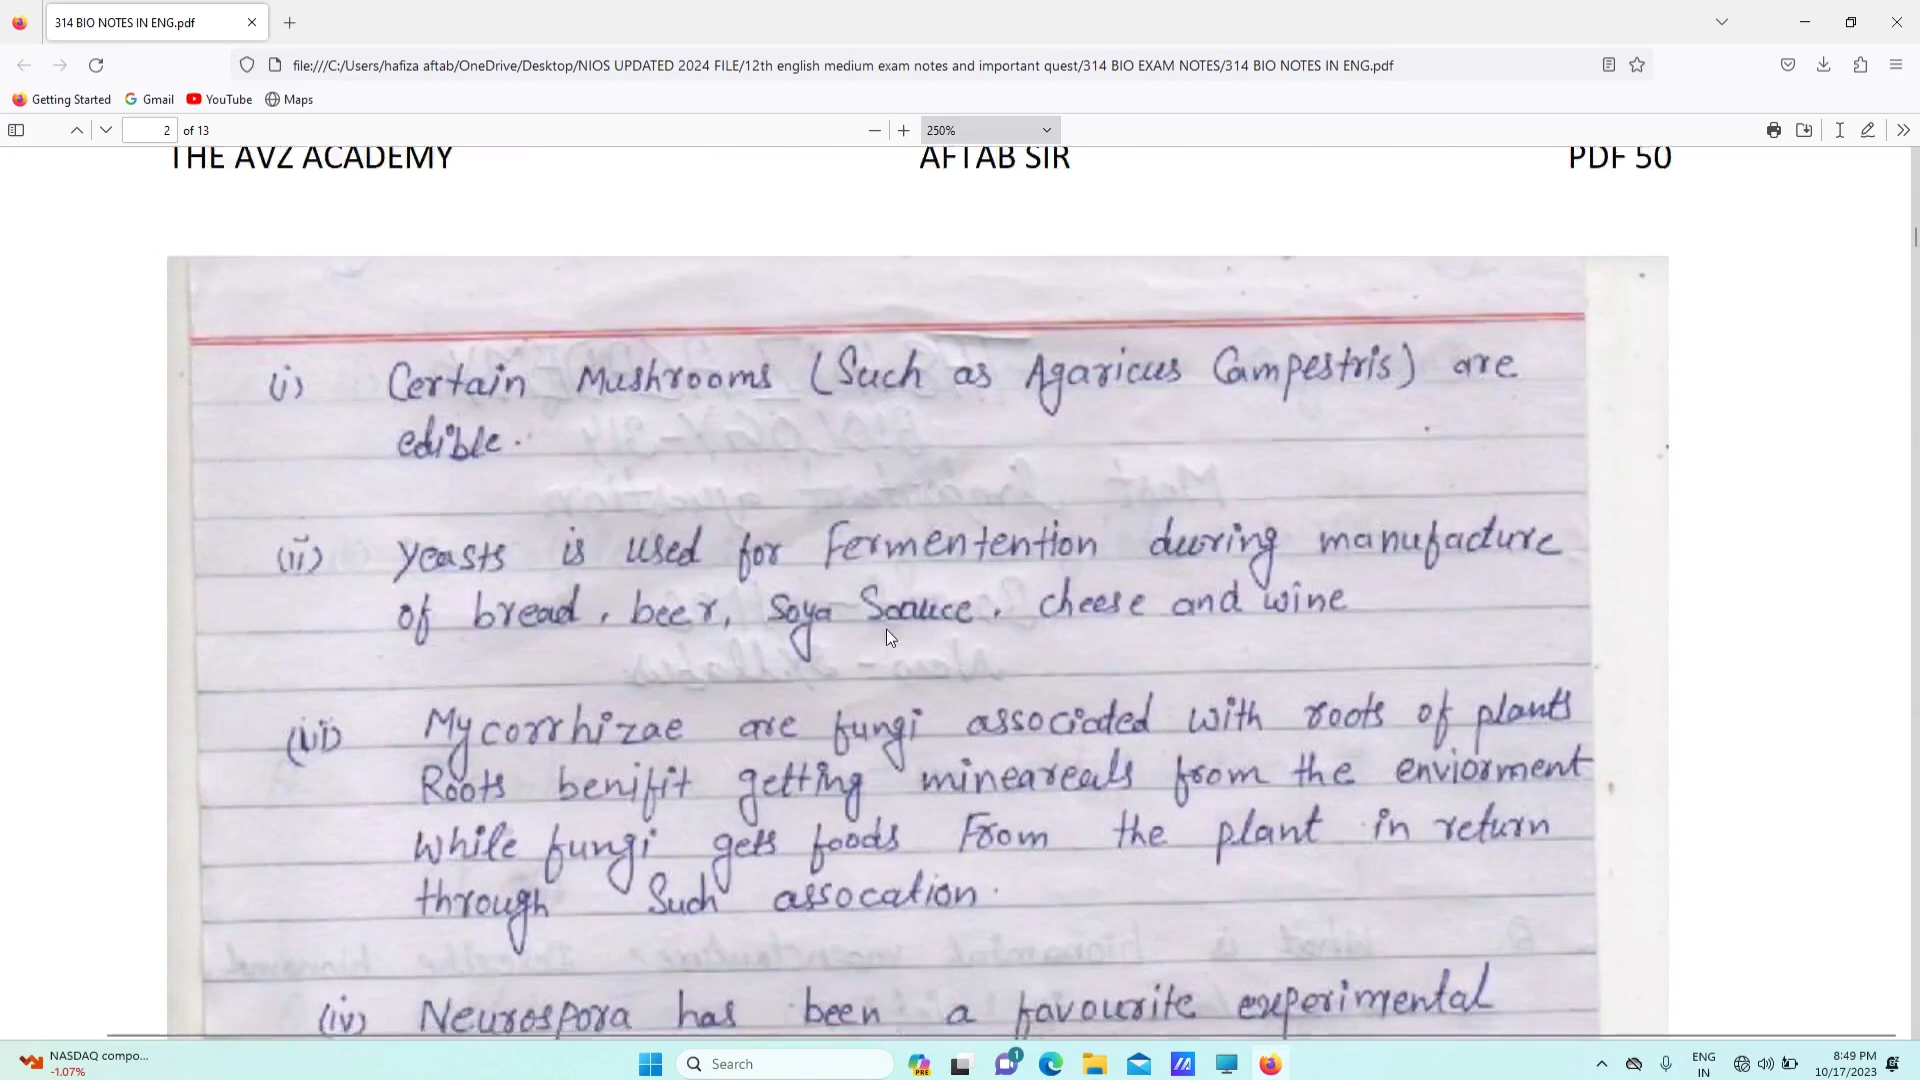 314 BIO NOTES IN ENG.pdf
file:///C:/Users/hafiza aftab/OneDrive/Desktop/NIOS UPDATED 2024 FILE/12th english medium exam notes and important quest/314 BIO EXAM NOTES/314 BIO NOTES IN ENG.pdf
Getting Started Gmail YouTube Maps
2 of 13 250%
THE AVZ ACADEMY AFTAB SIR PDF 50
(i) Certain Mushrooms (Such as Agaricus Campestris) are
edible.
(ii) Yeasts is used for Fermentention during manufacture
of bread, beer, Soya Soauce, cheese and wine
(iii) Mycorrhizae are fungi associated with roots of plants
Roots benifit getting mineareals from the enviorment
While fungi gets foods From the plant in return
through Such assocation.
(iv) Neurospora has been a favourite experimental
NASDAQ compo...
-1.07%
Search
PRE
1
ENG
IN
8:49 PM
10/17/2023